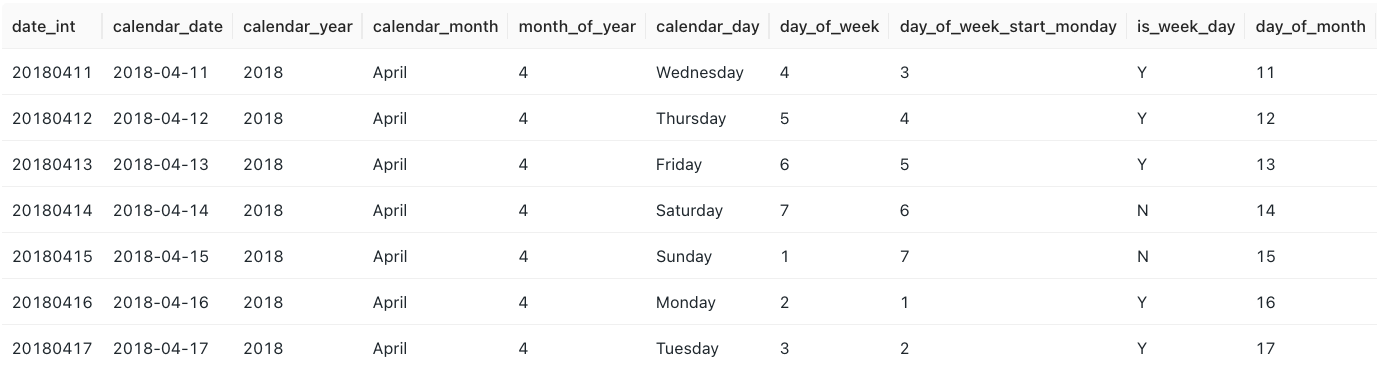 date_int calendar_date calendar_year calendar_month month_of_year calendar_day day_of_week day_of_week_start_monday is_week_day day_of_month
20180411 2018-04-11 2018 April 4 Wednesday 4 3 Y 11
20180412 2018-04-12 2018 April 4 Thursday 5 4 Y 12
20180413 2018-04-13 2018 April 4 Friday 6 5 Y 13
20180414 2018-04-14 2018 April 4 Saturday 7 6 N 14
20180415 2018-04-15 2018 April 4 Sunday 1 7 N 15
20180416 2018-04-16 2018 April 4 Monday 2 1 Y 16
20180417 2018-04-17 2018 April 4 Tuesday 3 2 Y 17